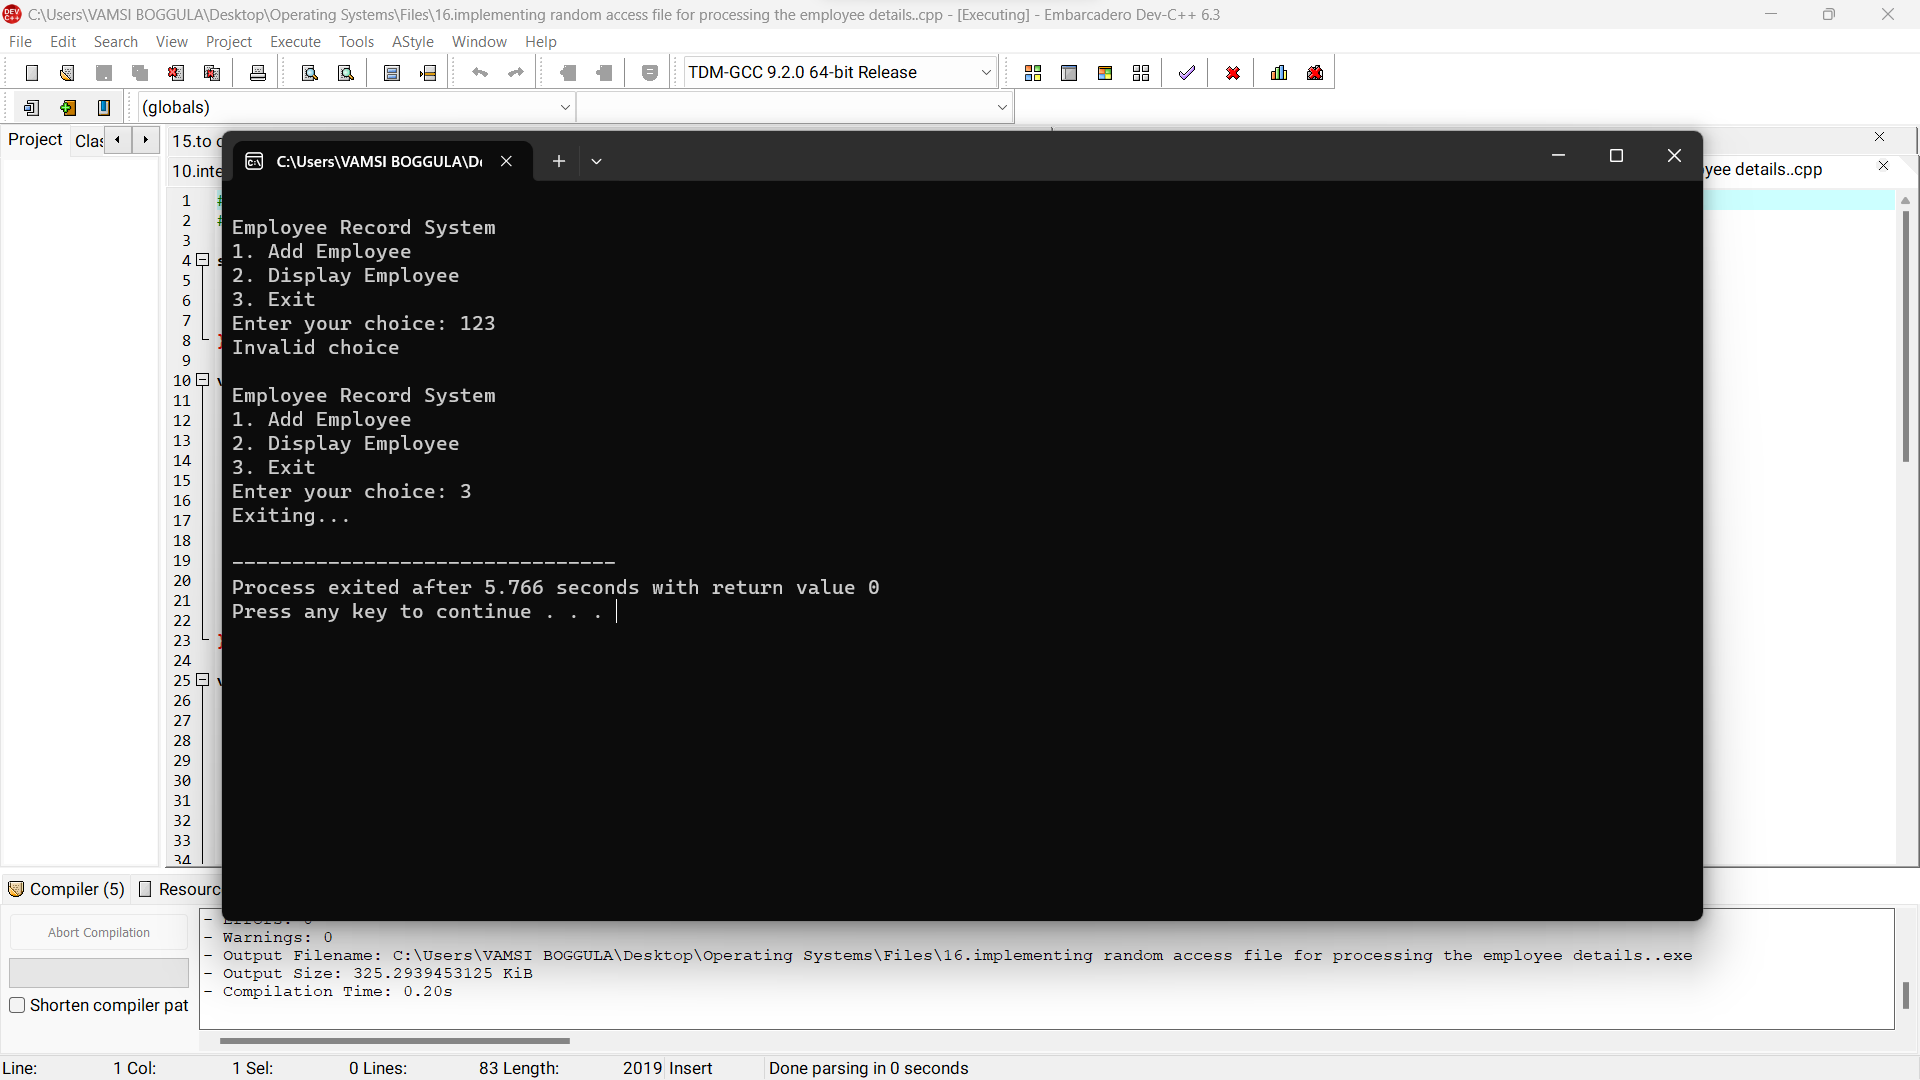 C:\Users\VAMSI BOGGULA\Desktop\Operating Systems\Files\16.implementing random access file for processing the employee details..cpp - [Executing] - Embarcadero Dev-C++ 6.3
File Edit Search View Project Execute Tools AStyle Window Help
TDM-GCC 9.2.0 64-bit Release
(globals)
Project Clas 15.to
10.inte yee details..cpp
C:\Users\VAMSI BOGGULA\D
Employee Record System
1. Add Employee
2. Display Employee
3. Exit
Enter your choice: 123
Invalid choice
Employee Record System
1. Add Employee
2. Display Employee
3. Exit
Enter your choice: 3
Exiting...
--------------------------------
Process exited after 5.766 seconds with return value 0
Press any key to continue . . .
1
2
3
4
5
6
7
8
9
10
11
12
13
14
15
16
17
18
19
20
21
22
23
24
25
26
27
28
29
30
31
32
33
34
Compiler (5) Resourc
Abort Compilation
Shorten compiler pat
- Errors: 0
- Warnings: 0
- Output Filename: C:\Users\VAMSI BOGGULA\Desktop\Operating Systems\Files\16.implementing random access file for processing the employee details..exe
- Output Size: 325.2939453125 KiB
- Compilation Time: 0.20s
Line: 1 Col: 1 Sel: 0 Lines: 83 Length: 2019 Insert Done parsing in 0 seconds